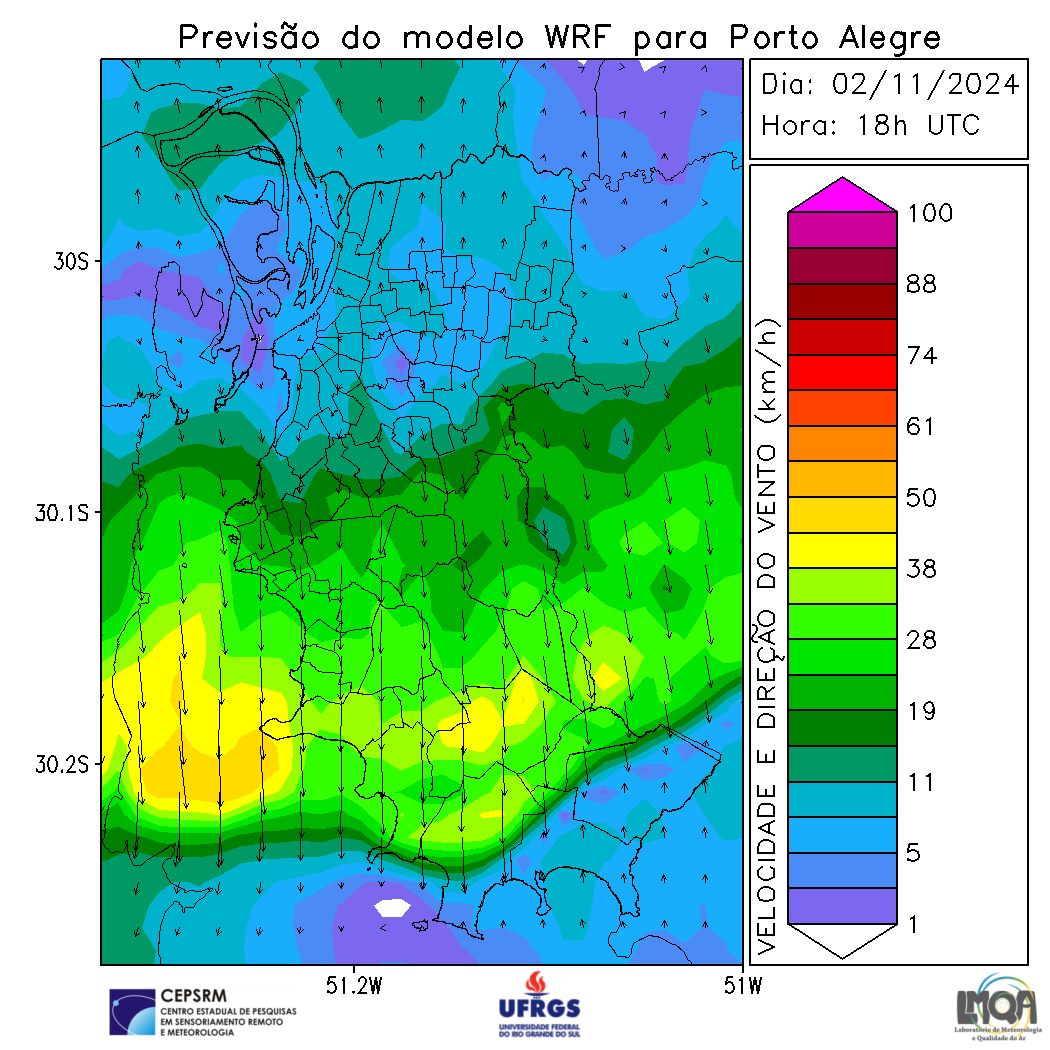 Previsão do modelo WRF para Porto Alegre
Dia: 02/11/2024
Hora: 18h UTC
30S
30.1S
30.2S
51.2W
51W
VELOCIDADE E DIREÇÃO DO VENTO (km/h)
100
88
74
61
50
38
28
19
11
5
1
CEPSRM
CENTRO ESTADUAL DE PESQUISAS
EM SENSORIAMENTO REMOTO
E METEOROLOGIA
UFRGS
UNIVERSIDADE FEDERAL
DO RIO GRANDE DO SUL
LMQA
Laboratório de Meteorologia
e Qualidade do Ar